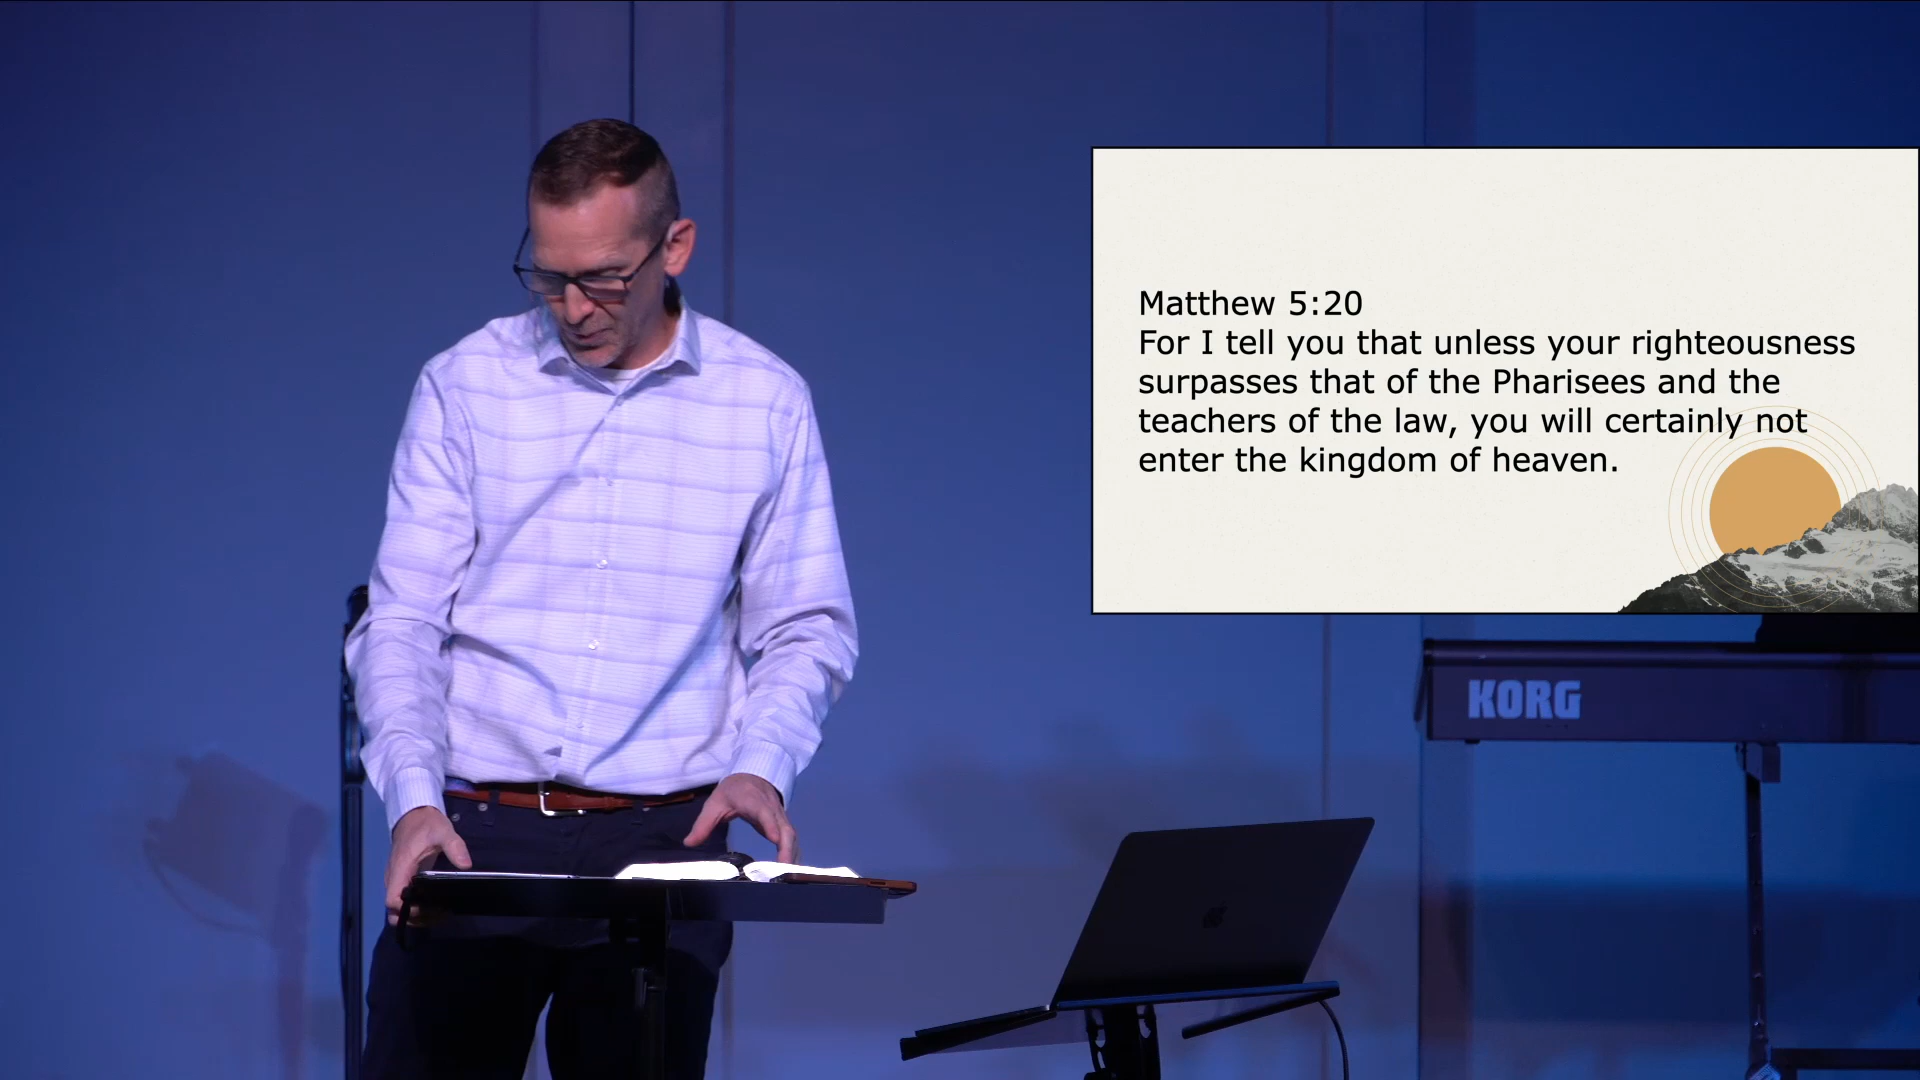 Matthew 5:20
For I tell you that unless your righteousness
surpasses that of the Pharisees and the
teachers of the law, you will certainly not
enter the kingdom of heaven.
KORG